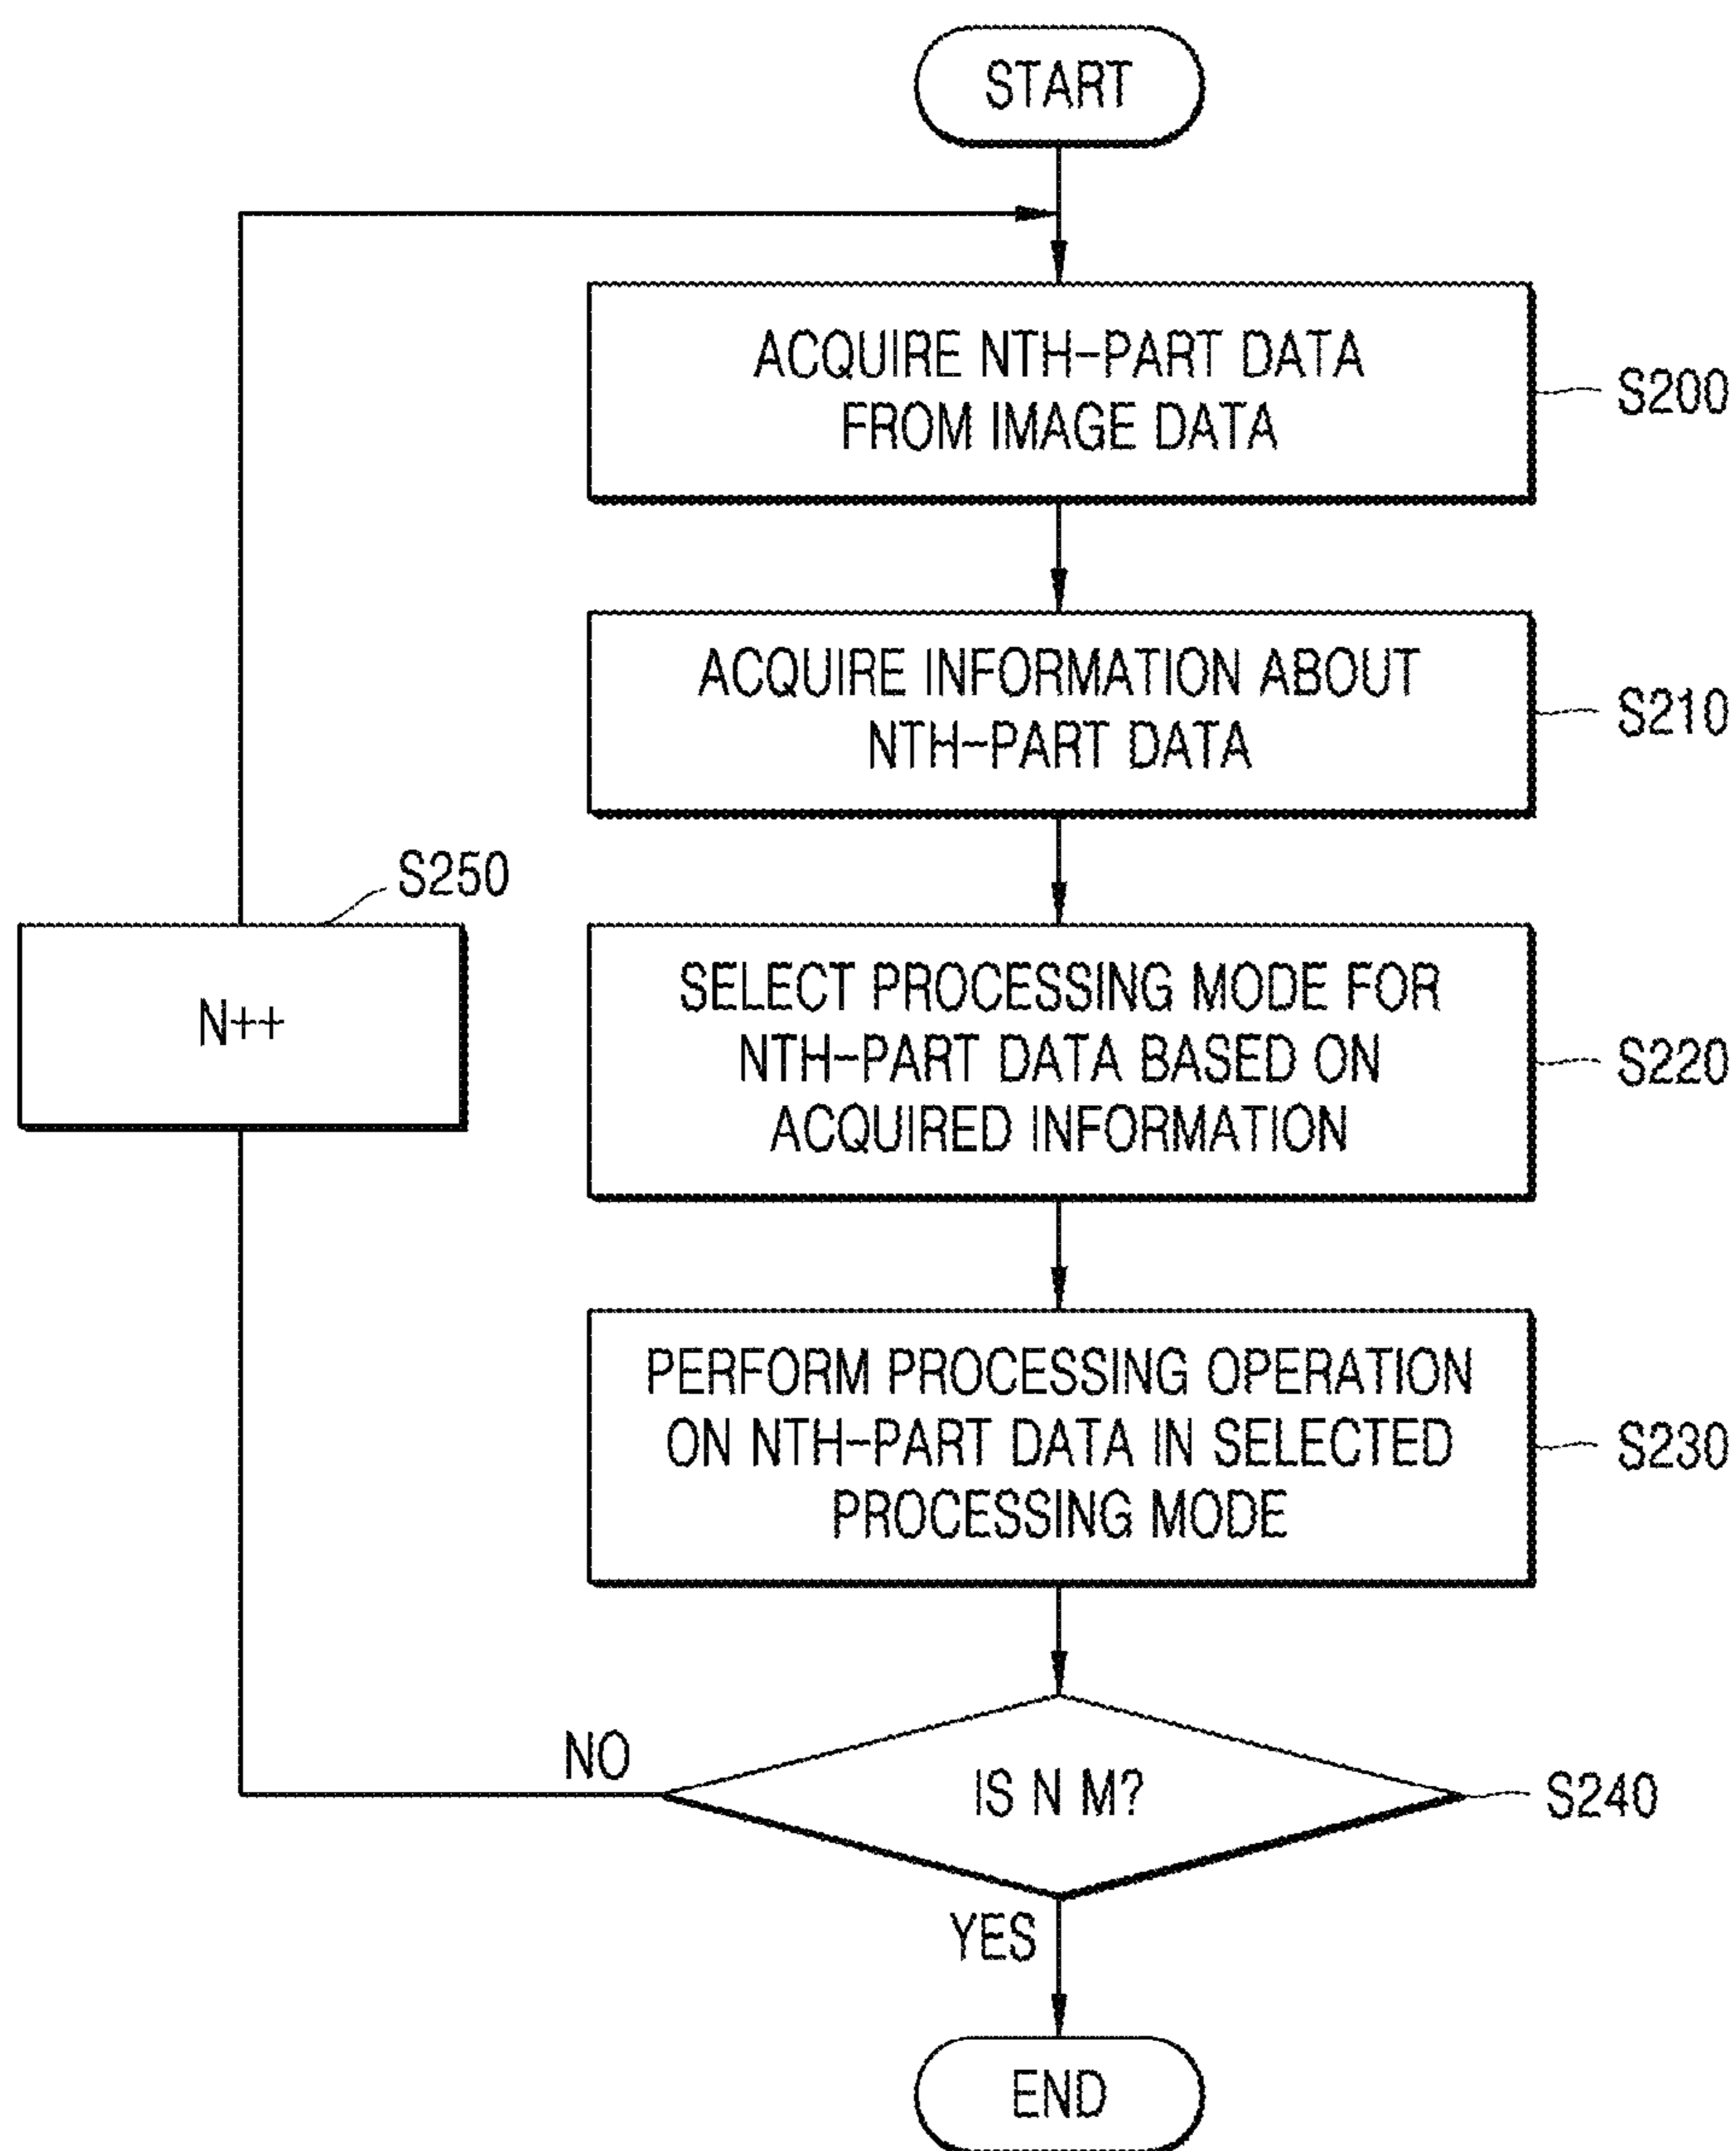 START
ACQUIRE NTH-PART DATA
FROM IMAGE DATA
S200
ACQUIRE INFORMATION ABOUT
NTH-PART DATA
S210
S250
N++
SELECT PROCESSING MODE FOR
NTH-PART DATA BASED ON
ACQUIRED INFORMATION
S220
PERFORM PROCESSING OPERATION
ON NTH-PART DATA IN SELECTED
PROCESSING MODE
S230
NO
IS N M?
S240
YES
END